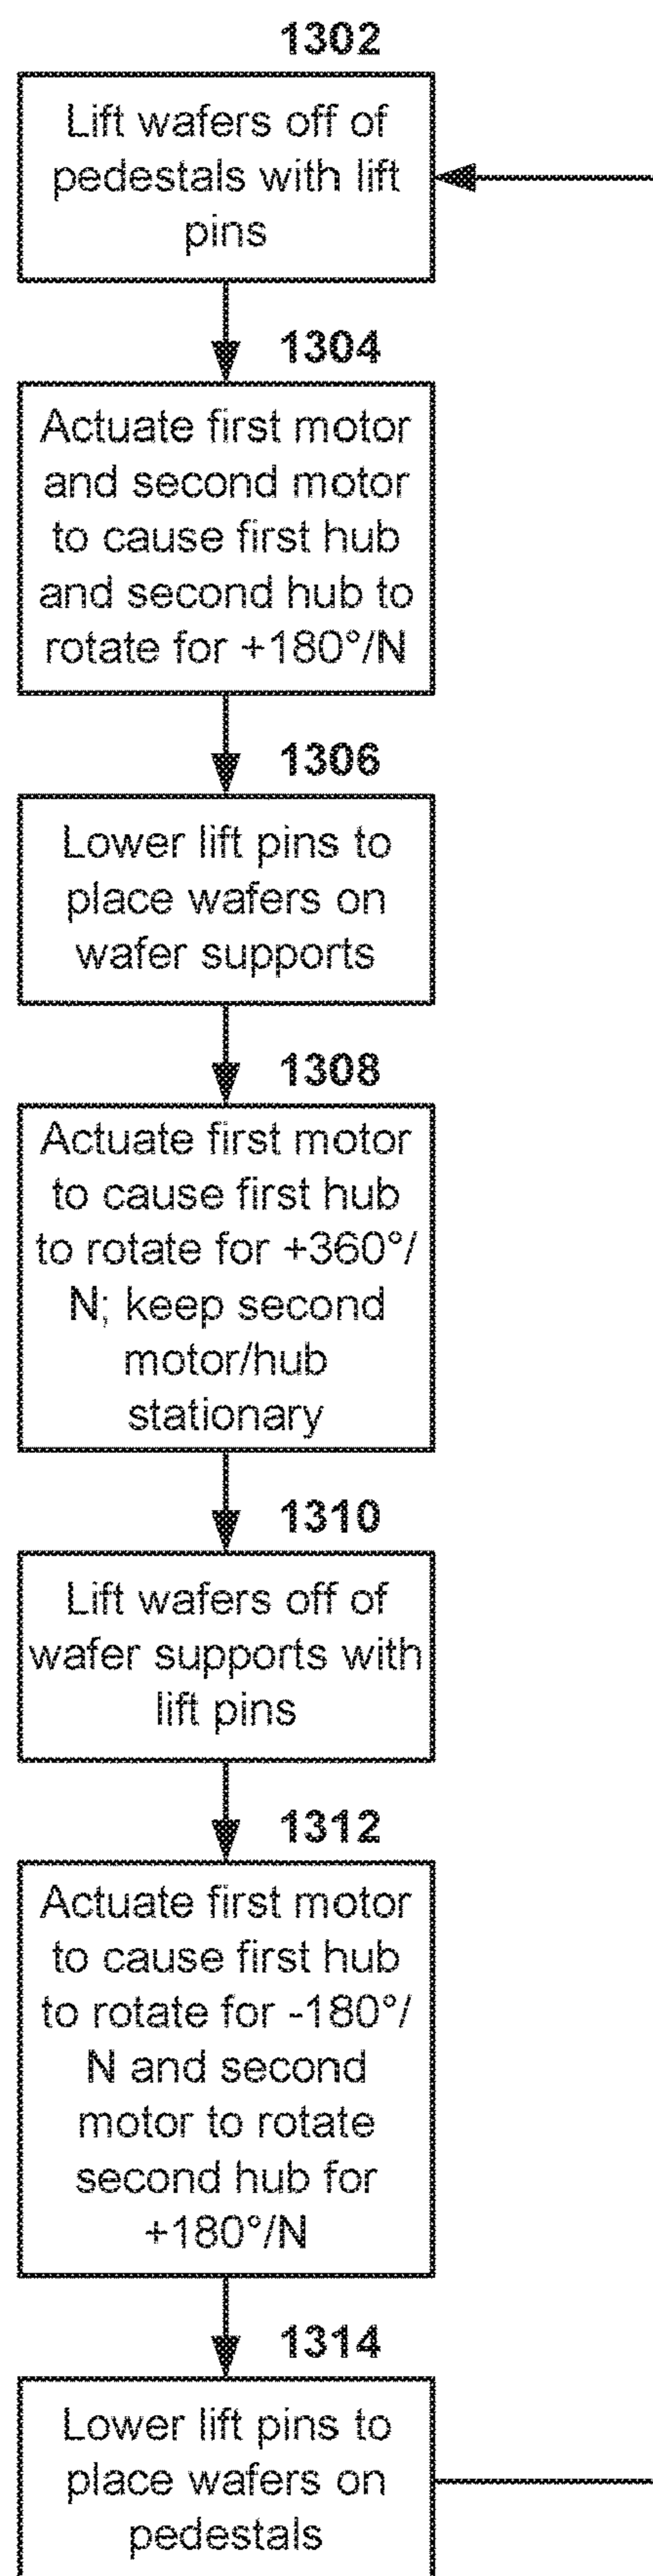 1302
Lift wafers off of
pedestals with lift
pins
1304
Actuate first motor
and second motor
to cause first hub
and second hub to
rotate for +180°/N
1306
Lower lift pins to
place wafers on
wafer supports
1308
Actuate first motor
to cause first hub
to rotate for +360°/
N; keep second
motor/hub
stationary
1310
Lift wafers off of
wafer supports with
lift pins
1312
Actuate first motor
to cause first hub
to rotate for -180°/
N and second
motor to rotate
second hub for
+180°/N
1314
Lower lift pins to
place wafers on
pedestals